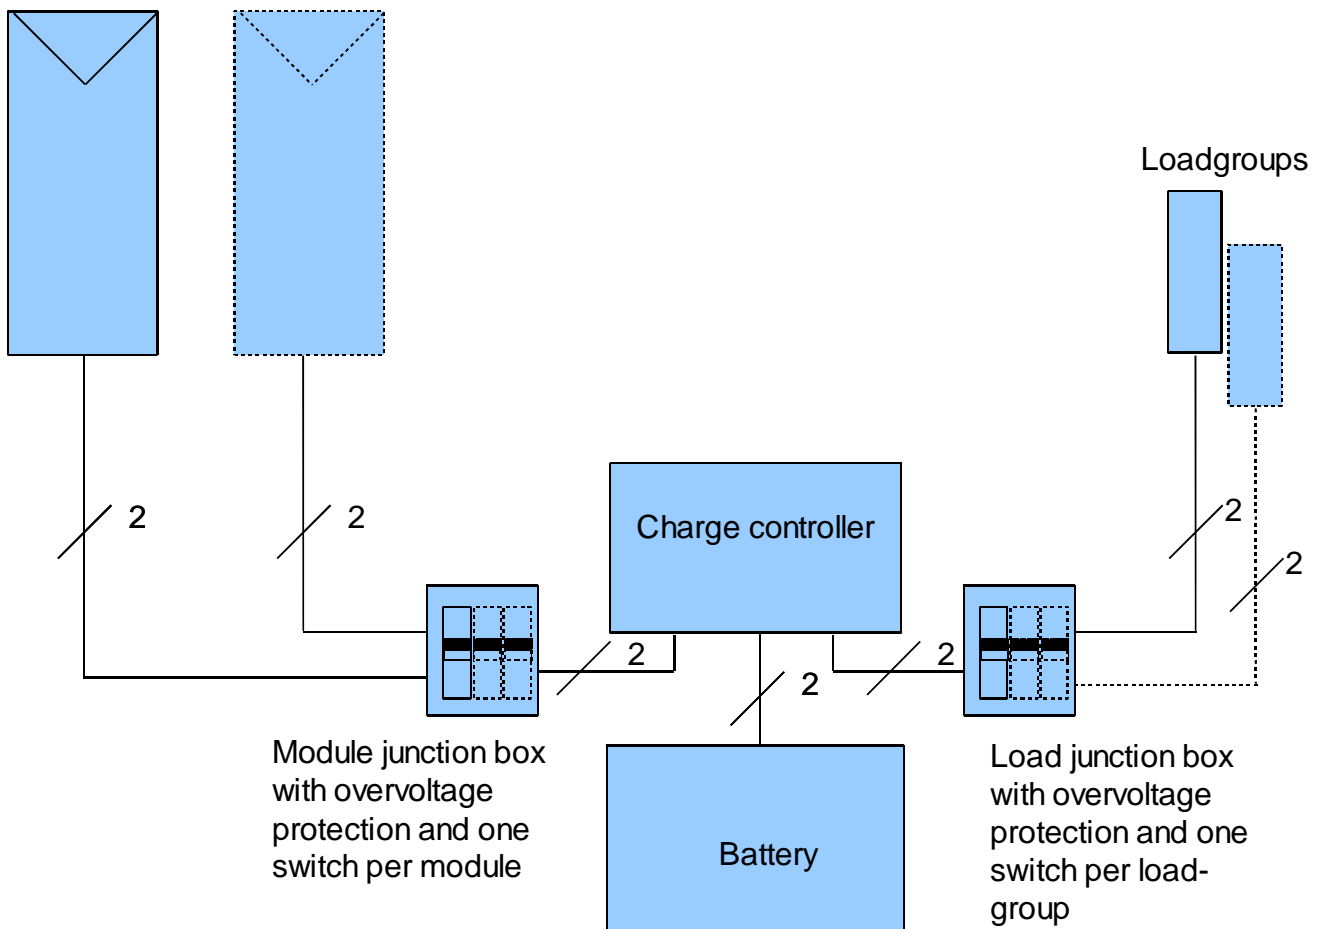 Loadgroups
2
2
2
2
Charge controller
2
2
2
Module junction box
with overvoltage
protection and one
switch per module
Battery
Load junction box
with overvoltage
protection and one
switch per load-
group